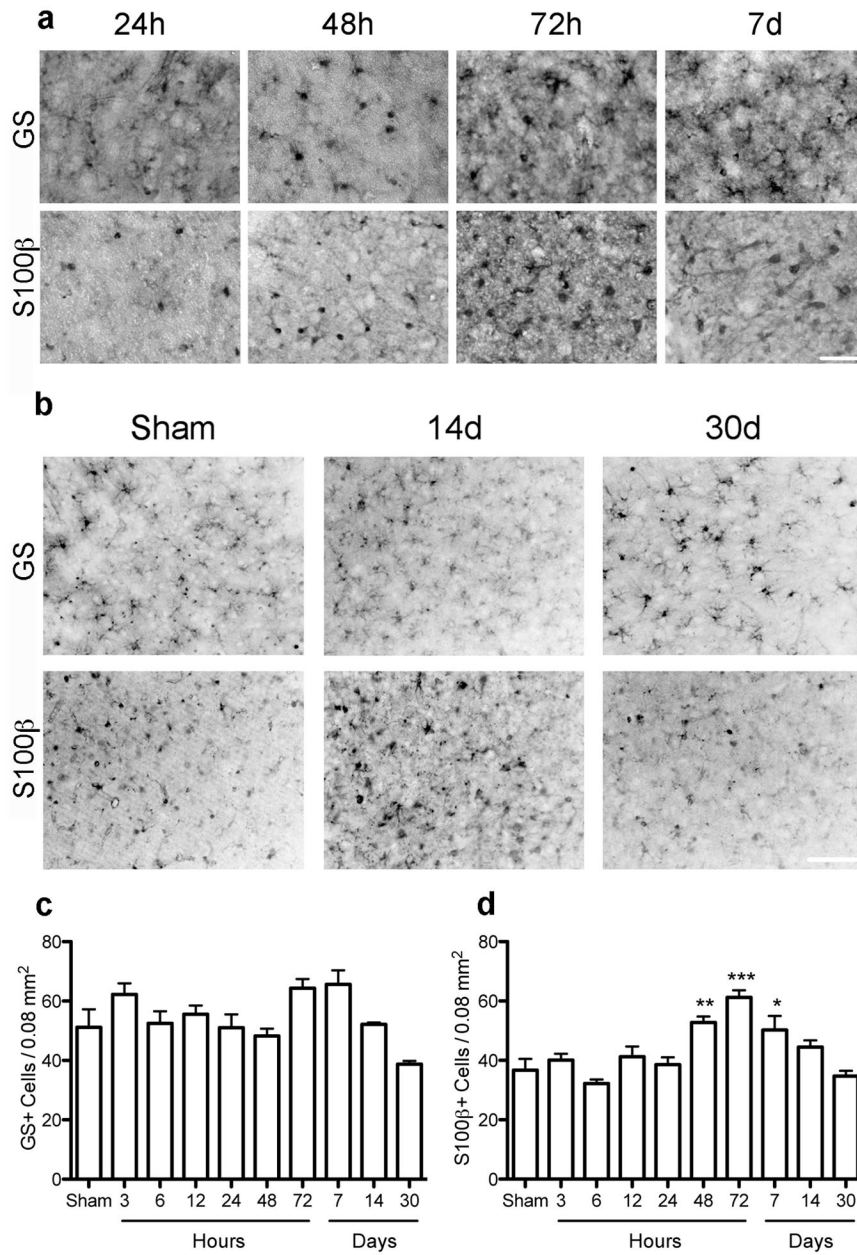 a
24h 48h 72h 7d
GS
S100β
b
Sham 14d 30d
GS
S100β
c
80
60
40
20
0
GS+ Cells / 0.08 mm²
Sham 3 6 12 24 48 72 7 14 30
Hours Days
d
80
60
40
20
0
S100β+ Cells / 0.08 mm²
** *** *
Sham 3 6 12 24 48 72 7 14 30
Hours Days